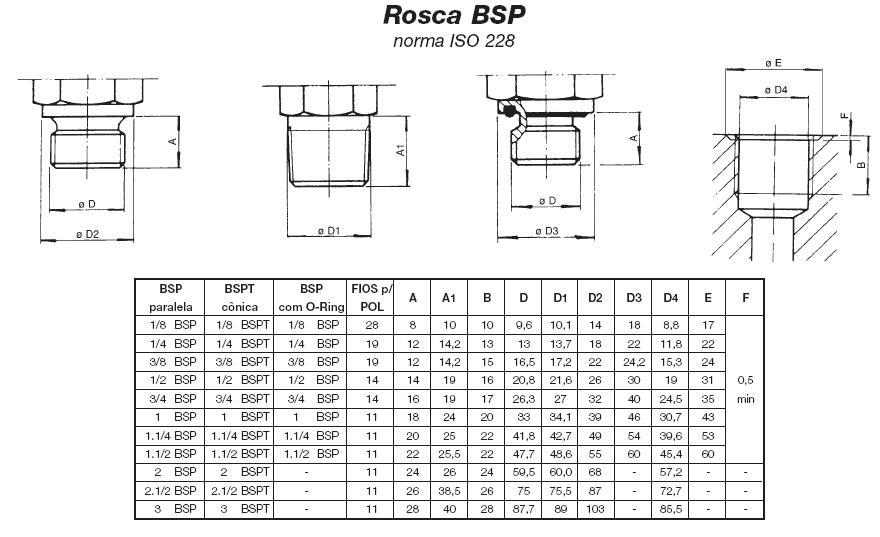 Rosca BSP
norma ISO 228
ø E
ø D4
F
A
A1
A
B
ø D
ø D
ø D2
ø D1
ø D3
BSP paralela BSPT cônica BSP com O-Ring FIOS p/ POL A A1 B D D1 D2 D3 D4 E F
1/8 BSP 1/8 BSPT 1/8 BSP 28 8 10 10 9,6 10,1 14 18 8,8 17
1/4 BSP 1/4 BSPT 1/4 BSP 19 12 14,2 13 13 13,7 18 22 11,8 22
3/8 BSP 3/8 BSPT 3/8 BSP 19 12 14,2 15 16,5 17,2 22 24,2 15,3 24
1/2 BSP 1/2 BSPT 1/2 BSP 14 14 19 16 20,8 21,6 26 30 19 31 0,5
3/4 BSP 3/4 BSPT 3/4 BSP 14 16 19 17 26,3 27 32 40 24,5 35 min
1 BSP 1 BSPT 1 BSP 11 18 24 20 33 34,1 39 46 30,7 43
1.1/4 BSP 1.1/4 BSPT 1.1/4 BSP 11 20 25 22 41,8 42,7 49 54 39,6 53
1.1/2 BSP 1.1/2 BSPT 1.1/2 BSP 11 22 25,5 22 47,7 48,6 55 60 45,4 60
2 BSP 2 BSPT - 11 24 26 24 59,5 60,0 68 - 57,2 - -
2.1/2 BSP 2.1/2 BSPT - 11 26 38,5 26 75 75,5 87 - 72,7 - -
3 BSP 3 BSPT - 11 28 40 28 87,7 89 103 - 85,5 - -